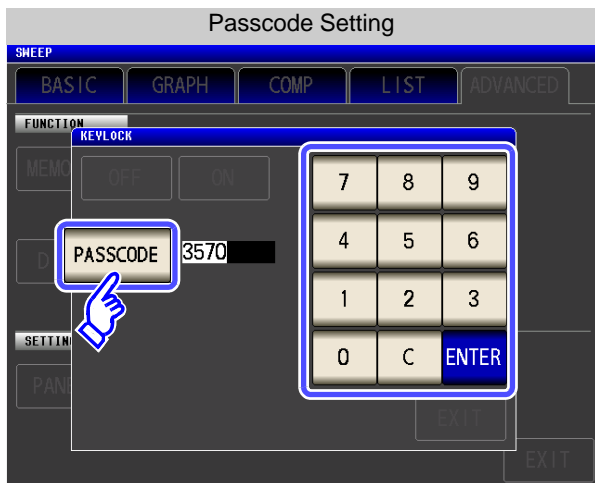 Passcode Setting
SWEEP
BASIC GRAPH COMP LIST ADVANCED
FUNCTION
KEYLOCK
MEMO OFF ON 7 8 9
D PASSCODE 3570 4 5 6
1 2 3
SETTIN 0 C ENTER
PANE
EXIT
EXIT